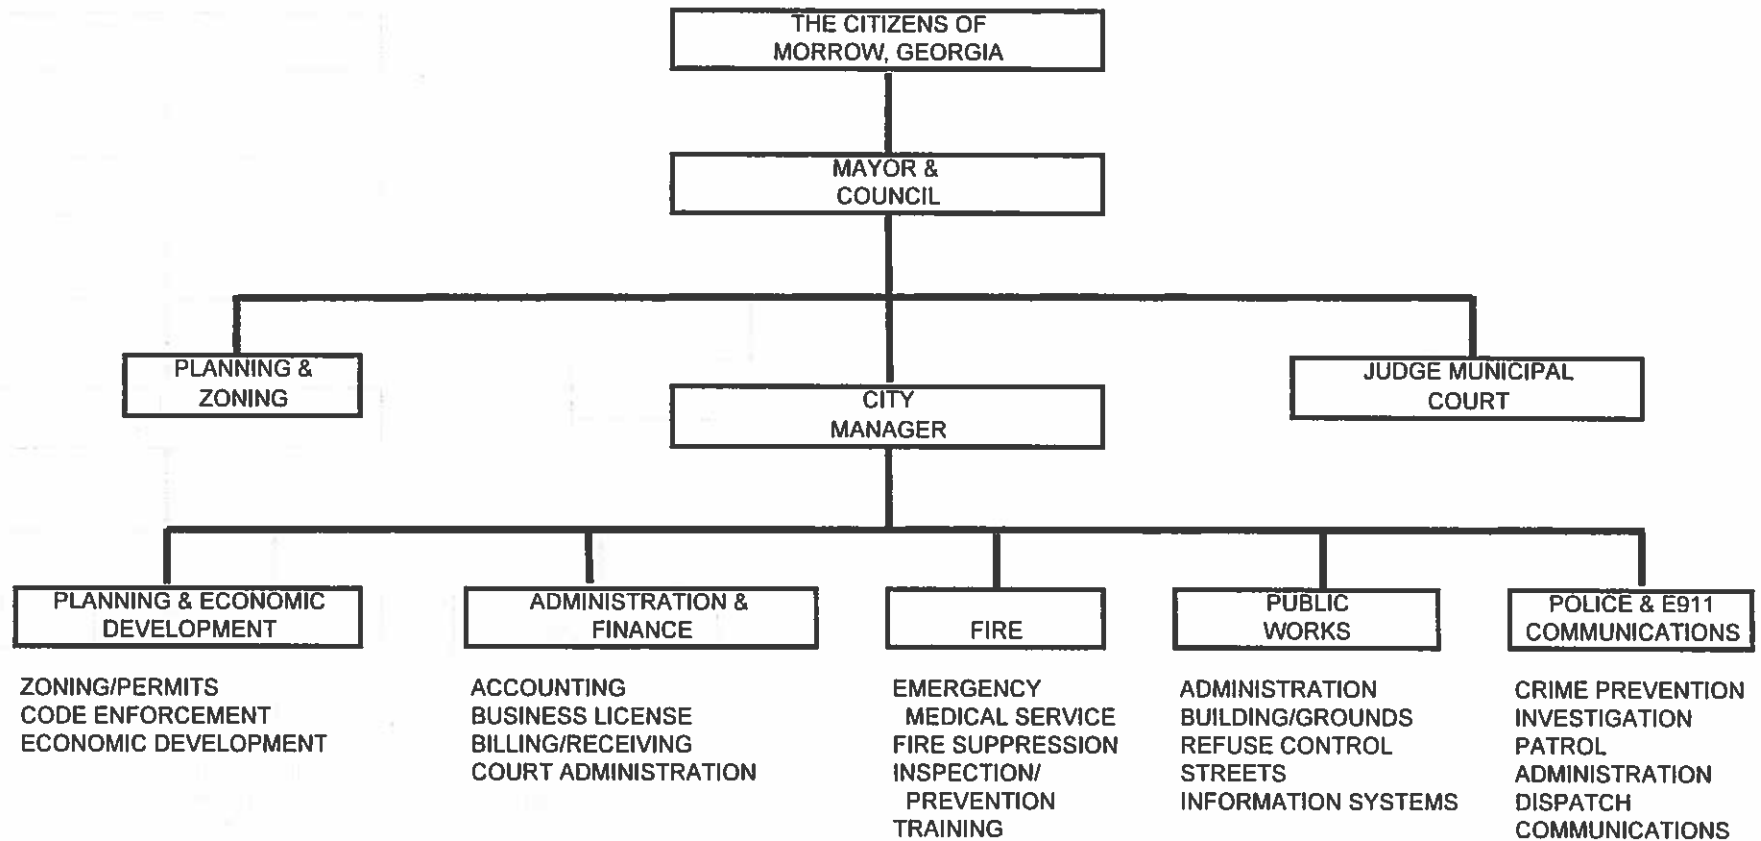 THE CITIZENS OF
MORROW, GEORGIA
MAYOR &
COUNCIL
PLANNING &
ZONING
CITY
MANAGER
JUDGE MUNICIPAL
COURT
PLANNING & ECONOMIC
DEVELOPMENT
ZONING/PERMITS
CODE ENFORCEMENT
ECONOMIC DEVELOPMENT
ADMINISTRATION &
FINANCE
ACCOUNTING
BUSINESS LICENSE
BILLING/RECEIVING
COURT ADMINISTRATION
FIRE
EMERGENCY
MEDICAL SERVICE
FIRE SUPPRESSION
INSPECTION/
PREVENTION
TRAINING
PUBLIC
WORKS
ADMINISTRATION
BUILDING/GROUNDS
REFUSE CONTROL
STREETS
INFORMATION SYSTEMS
POLICE & E911
COMMUNICATIONS
CRIME PREVENTION
INVESTIGATION
PATROL
ADMINISTRATION
DISPATCH
COMMUNICATIONS